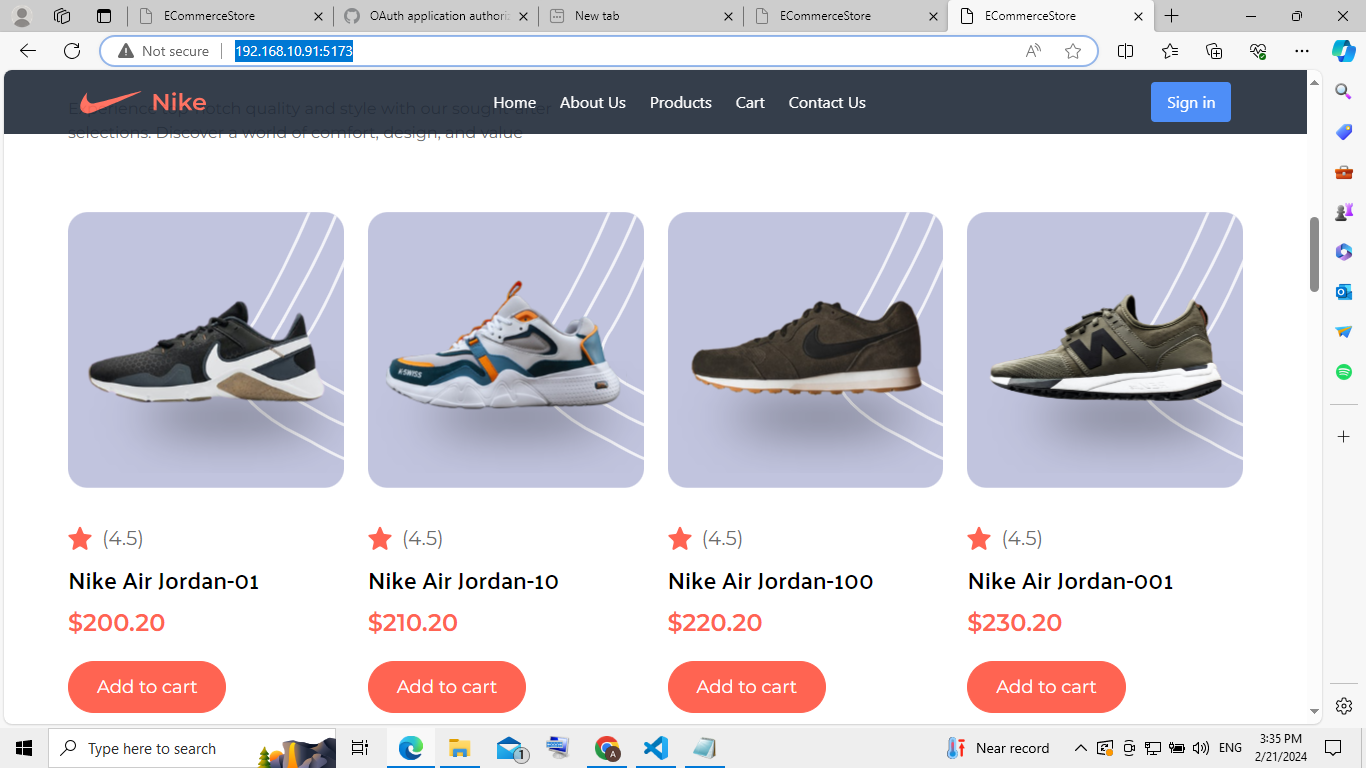 ECommerceStore
OAuth application authoriz
New tab
ECommerceStore
ECommerceStore
Not secure
192.168.10.91:5173
Nike
Home
About Us
Products
Cart
Contact Us
Sign in
Experience top-notch quality and style with our sought-after
selections. Discover a world of comfort, design, and value
K·SWISS
N
(4.5)
(4.5)
(4.5)
(4.5)
Nike Air Jordan-01
Nike Air Jordan-10
Nike Air Jordan-100
Nike Air Jordan-001
$200.20
$210.20
$220.20
$230.20
Add to cart
Add to cart
Add to cart
Add to cart
Type here to search
1
A
Near record
ENG
3:35 PM
2/21/2024